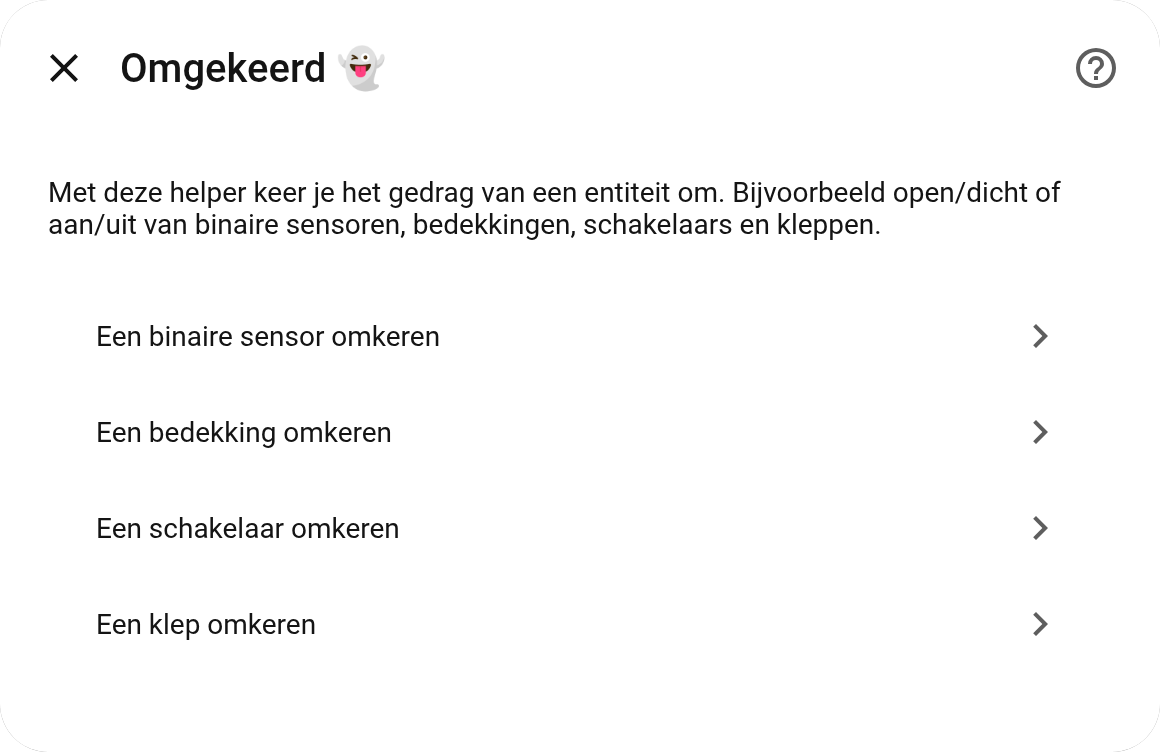 Omgekeerd 👻
Met deze helper keer je het gedrag van een entiteit om. Bijvoorbeeld open/dicht of
aan/uit van binaire sensoren, bedekkingen, schakelaars en kleppen.
Een binaire sensor omkeren
Een bedekking omkeren
Een schakelaar omkeren
Een klep omkeren